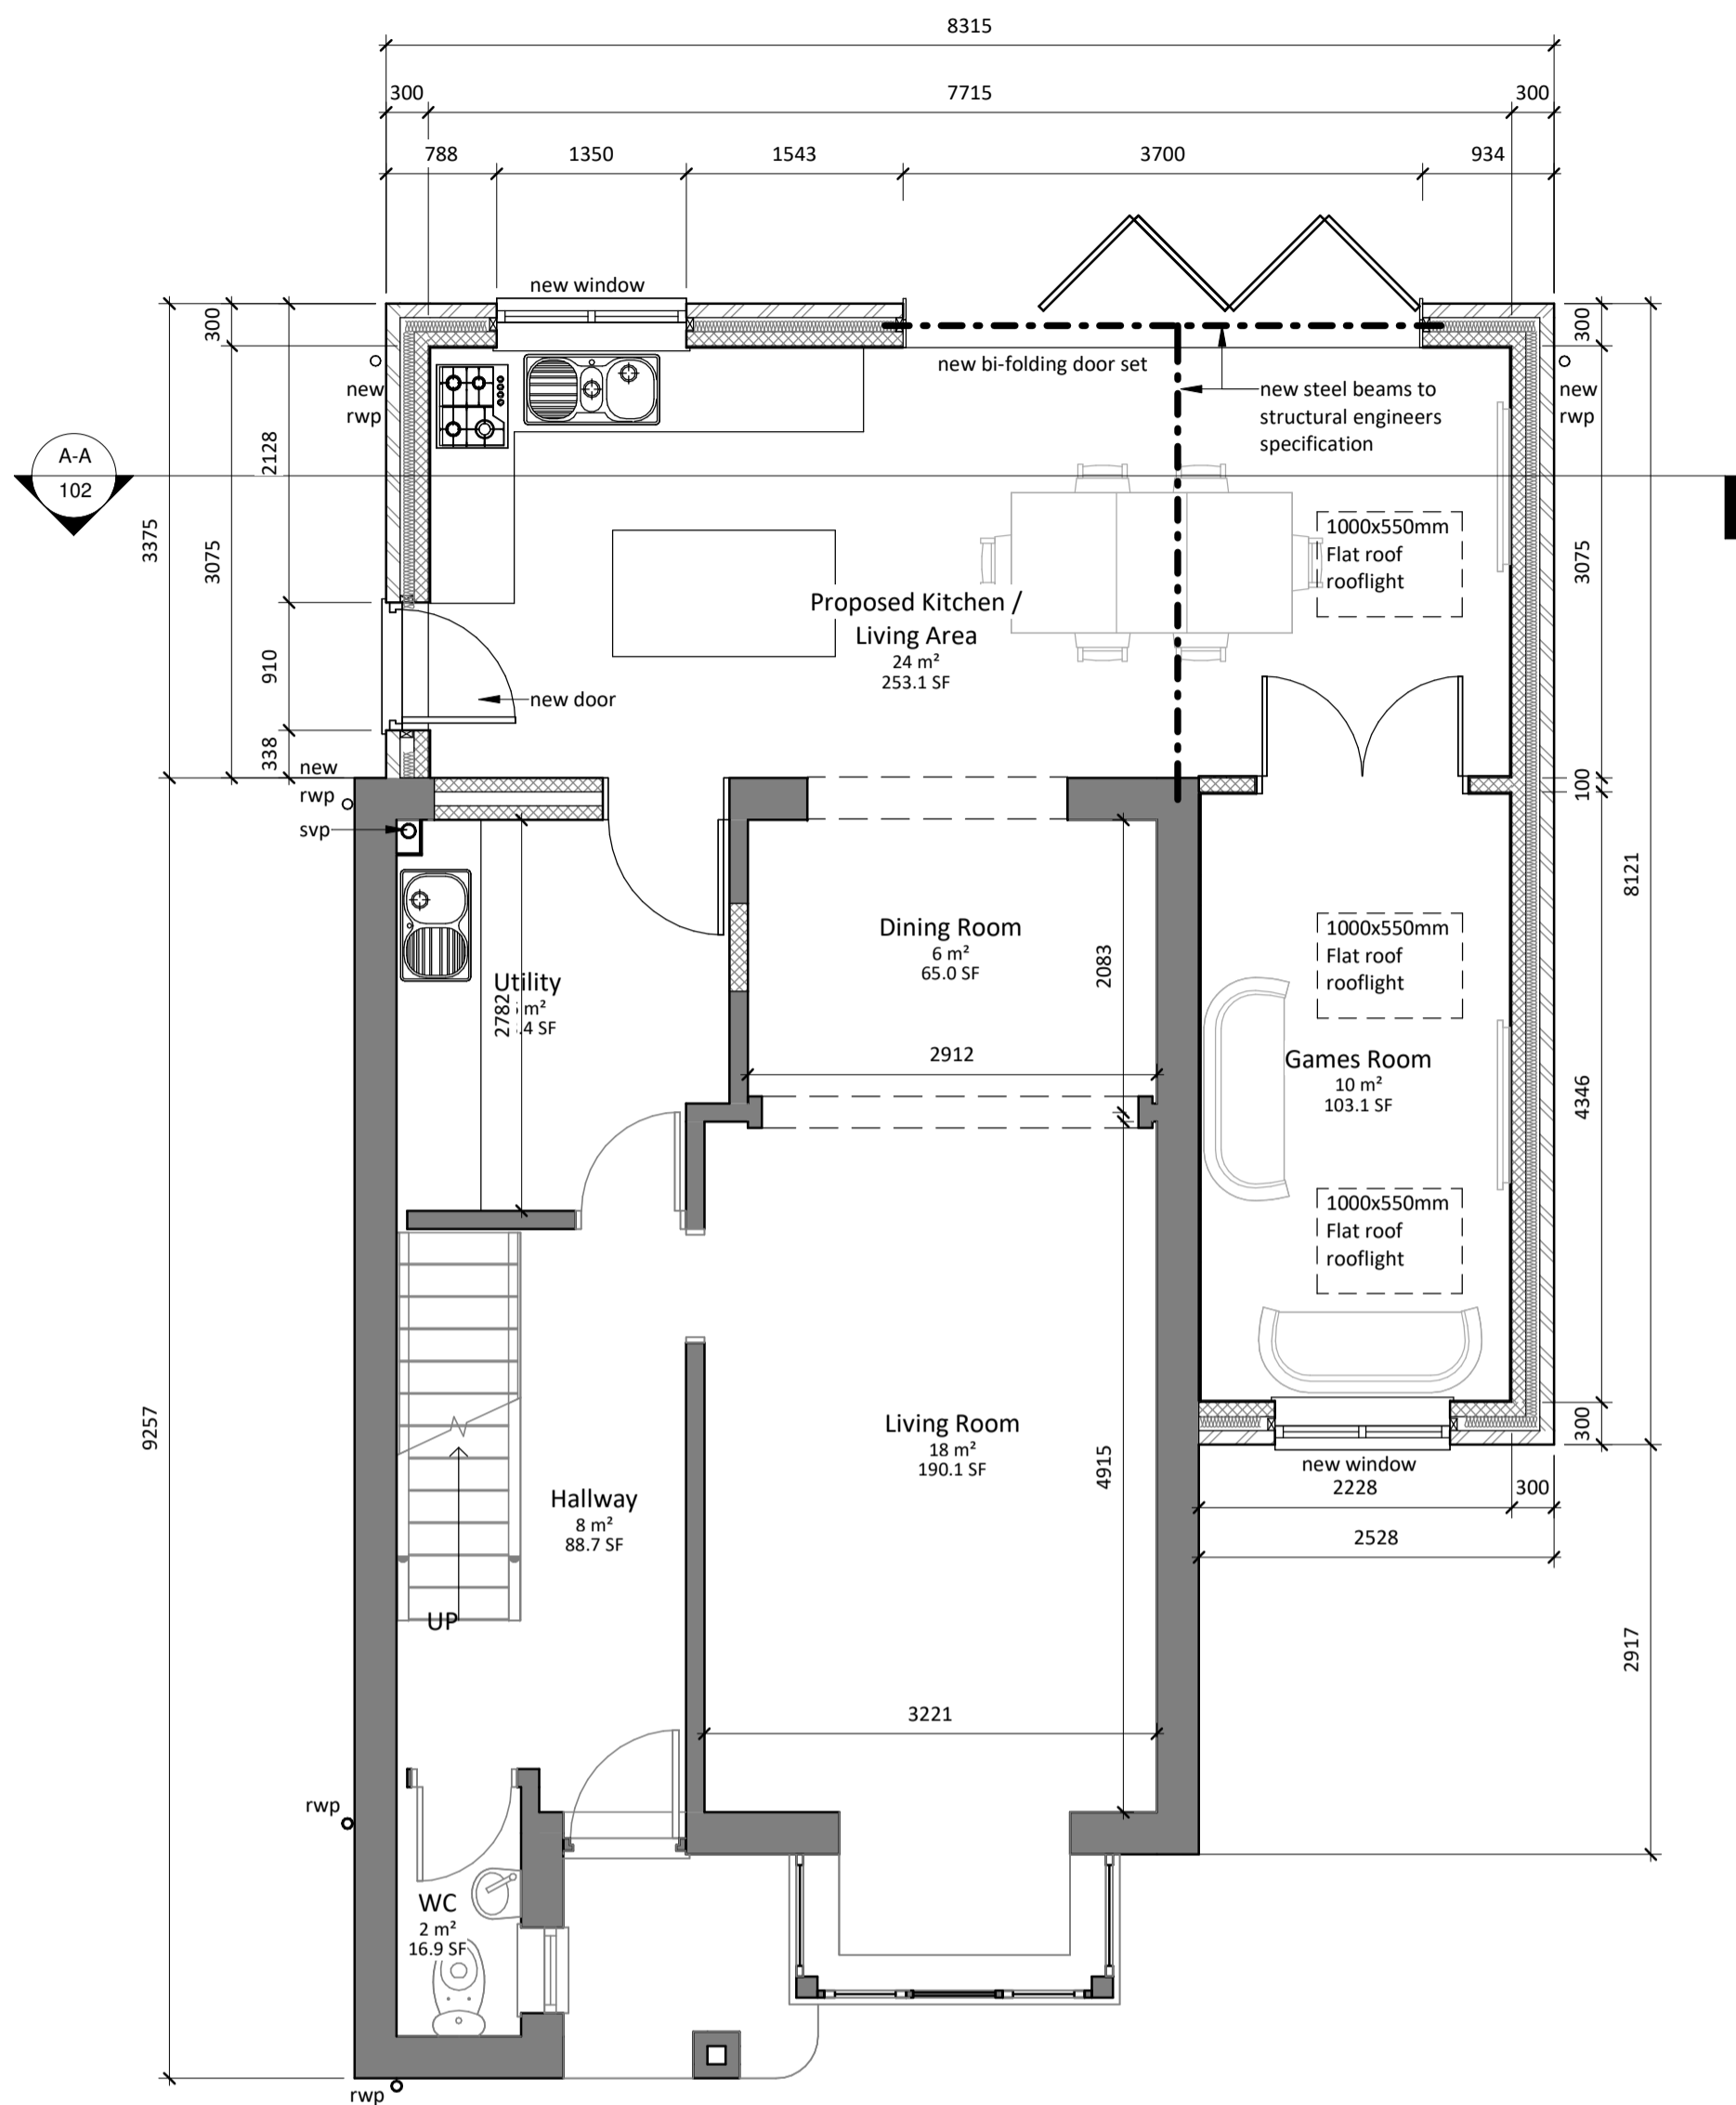 8315
300
7715
300
788
1350
1543
3700
934
new window
300
300
new bi-folding door set
new
rwp
new steel beams to
structural engineers
specification
new
rwp
A-A
102
2128
3375
3075
3075
1000x550mm
Flat roof
rooflight
Proposed Kitchen /
Living Area
24 m²
253.1 SF
910
new door
338
new
rwp
100
svp
8121
Dining Room
6 m²
65.0 SF
2083
1000x550mm
Flat roof
rooflight
Utility
m²
.4 SF
2782
2912
Games Room
10 m²
103.1 SF
4346
1000x550mm
Flat roof
rooflight
9257
Living Room
18 m²
190.1 SF
4915
300
new window
2228
300
2528
Hallway
8 m²
88.7 SF
UP
2917
3221
rwp
WC
2 m²
16.9 SF
rwp